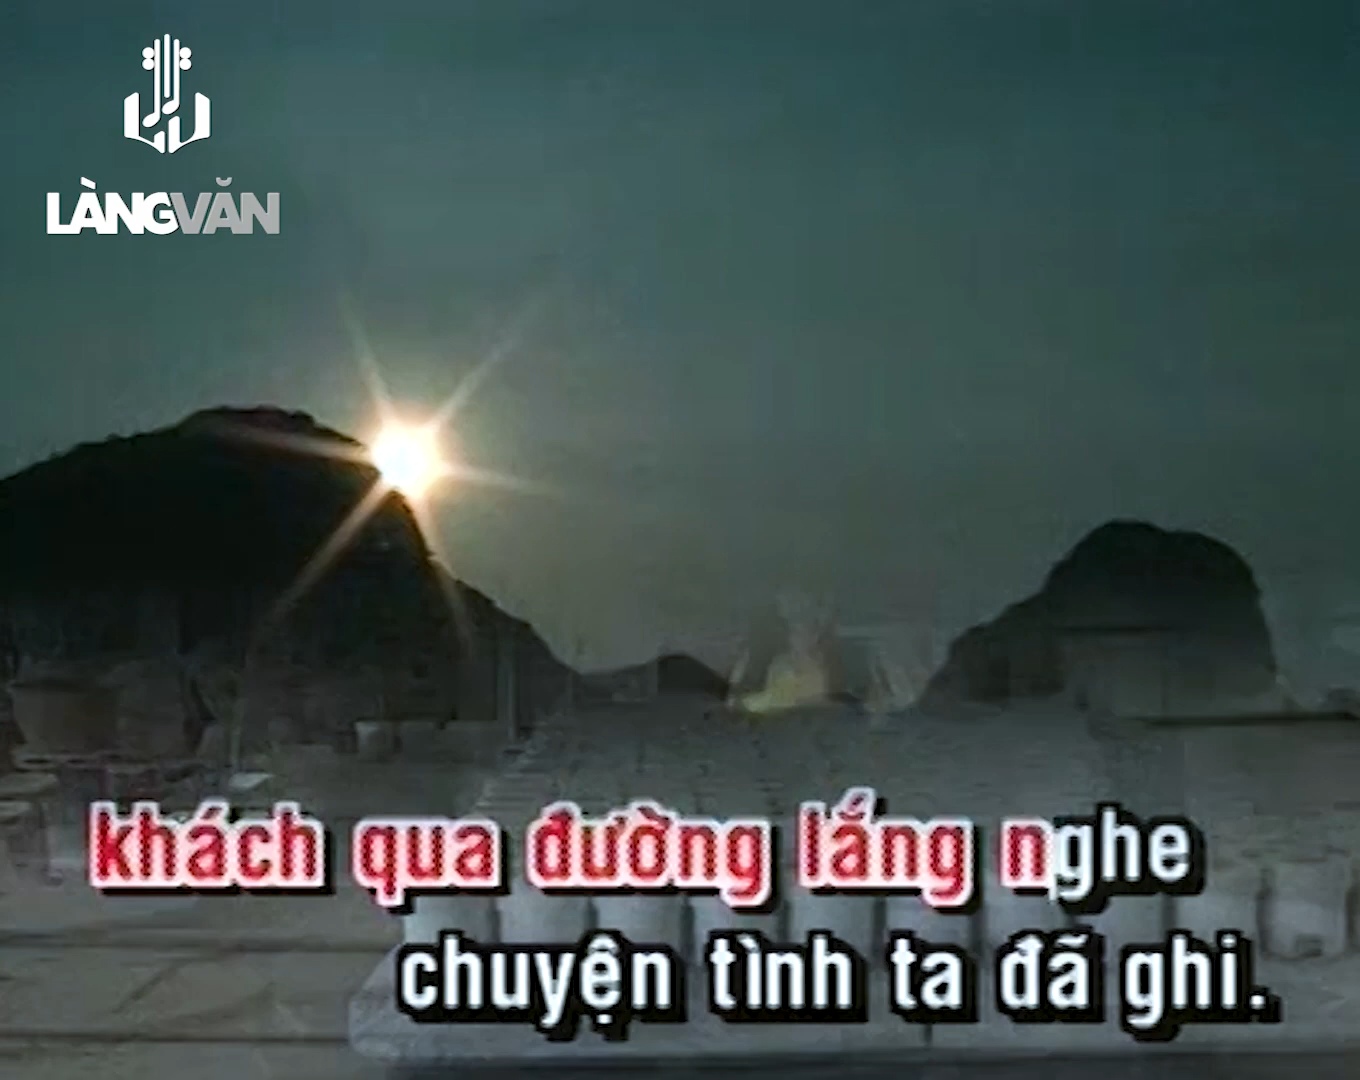 LÀNGVĂN
khách qua đường lắng nghe
chuyện tình ta đã ghi.